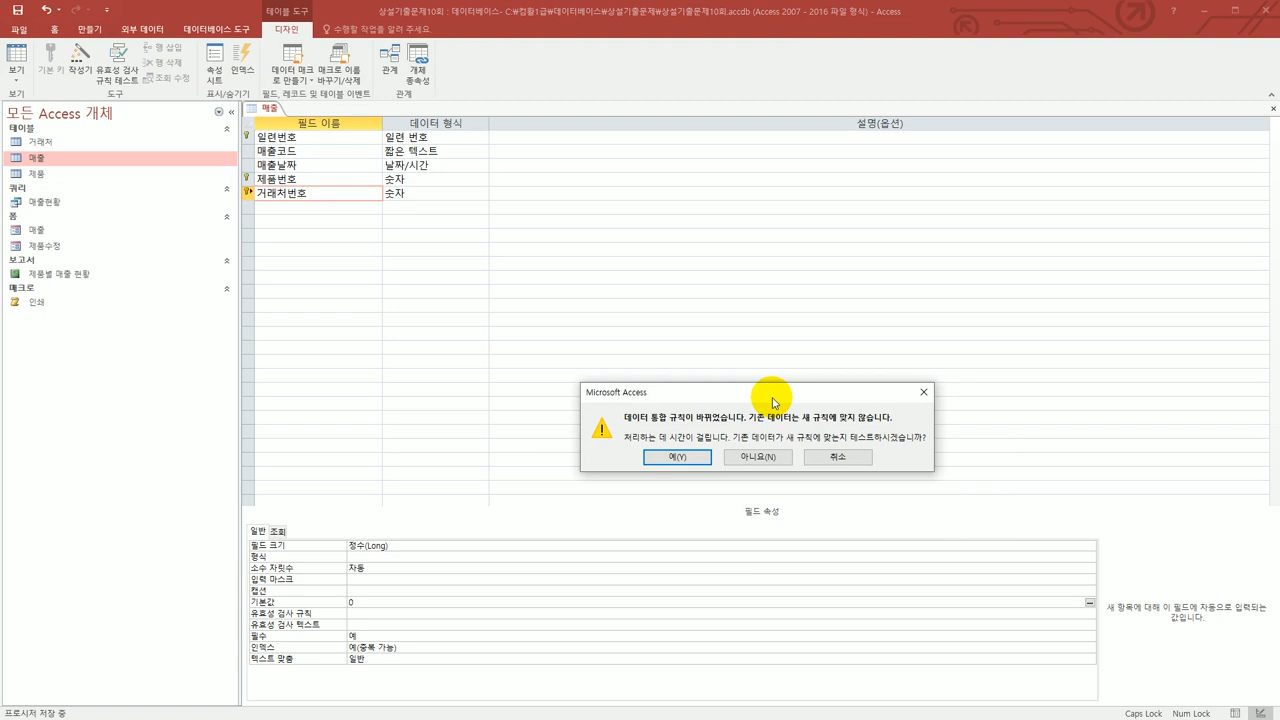 테이블 도구
상설기출문제10회 : 데이터베이스- C:₩컴활1급₩데이터베이스₩상설기출문제₩상설기출문제10회.accdb (Access 2007 - 2016 파일 형식) - Access
파일 홈 만들기 외부 데이터 데이터베이스 도구 디자인 수행할 작업을 알려 주세요.
보기 기본 키 작성기 유효성 검사 규칙 테스트 행 삽입 행 삭제 조회 수정 속성 시트 인덱스 데이터 매크로 만들기 매크로 이름 바꾸기/삭제 관계 개체 종속성
보기 도구 표시/숨기기 필드, 레코드 및 테이블 이벤트 관계
모든 Access 개체
테이블
거래처
매출
제품
쿼리
매출현황
폼
매출
제품수정
보고서
제품별 매출 현황
매크로
인쇄
매출
필드 이름 데이터 형식 설명(옵션)
일련번호 일련 번호
매출코드 짧은 텍스트
매출날짜 날짜/시간
제품번호 숫자
거래처번호 숫자
Microsoft Access
데이터 통합 규칙이 바뀌었습니다. 기존 데이터는 새 규칙에 맞지 않습니다.
처리하는 데 시간이 걸립니다. 기존 데이터가 새 규칙에 맞는지 테스트하시겠습니까?
예(Y) 아니요(N) 취소
필드 속성
일반 조회
필드 크기 정수(Long)
형식
소수 자릿수 자동
입력 마스크
캡션
기본값 0
유효성 검사 규칙
유효성 검사 텍스트
필수 예
인덱스 예(중복 가능)
텍스트 맞춤 일반
새 항목에 대해 이 필드에 자동으로 입력되는
값입니다.
프로시저 저장 중 Caps Lock Num Lock